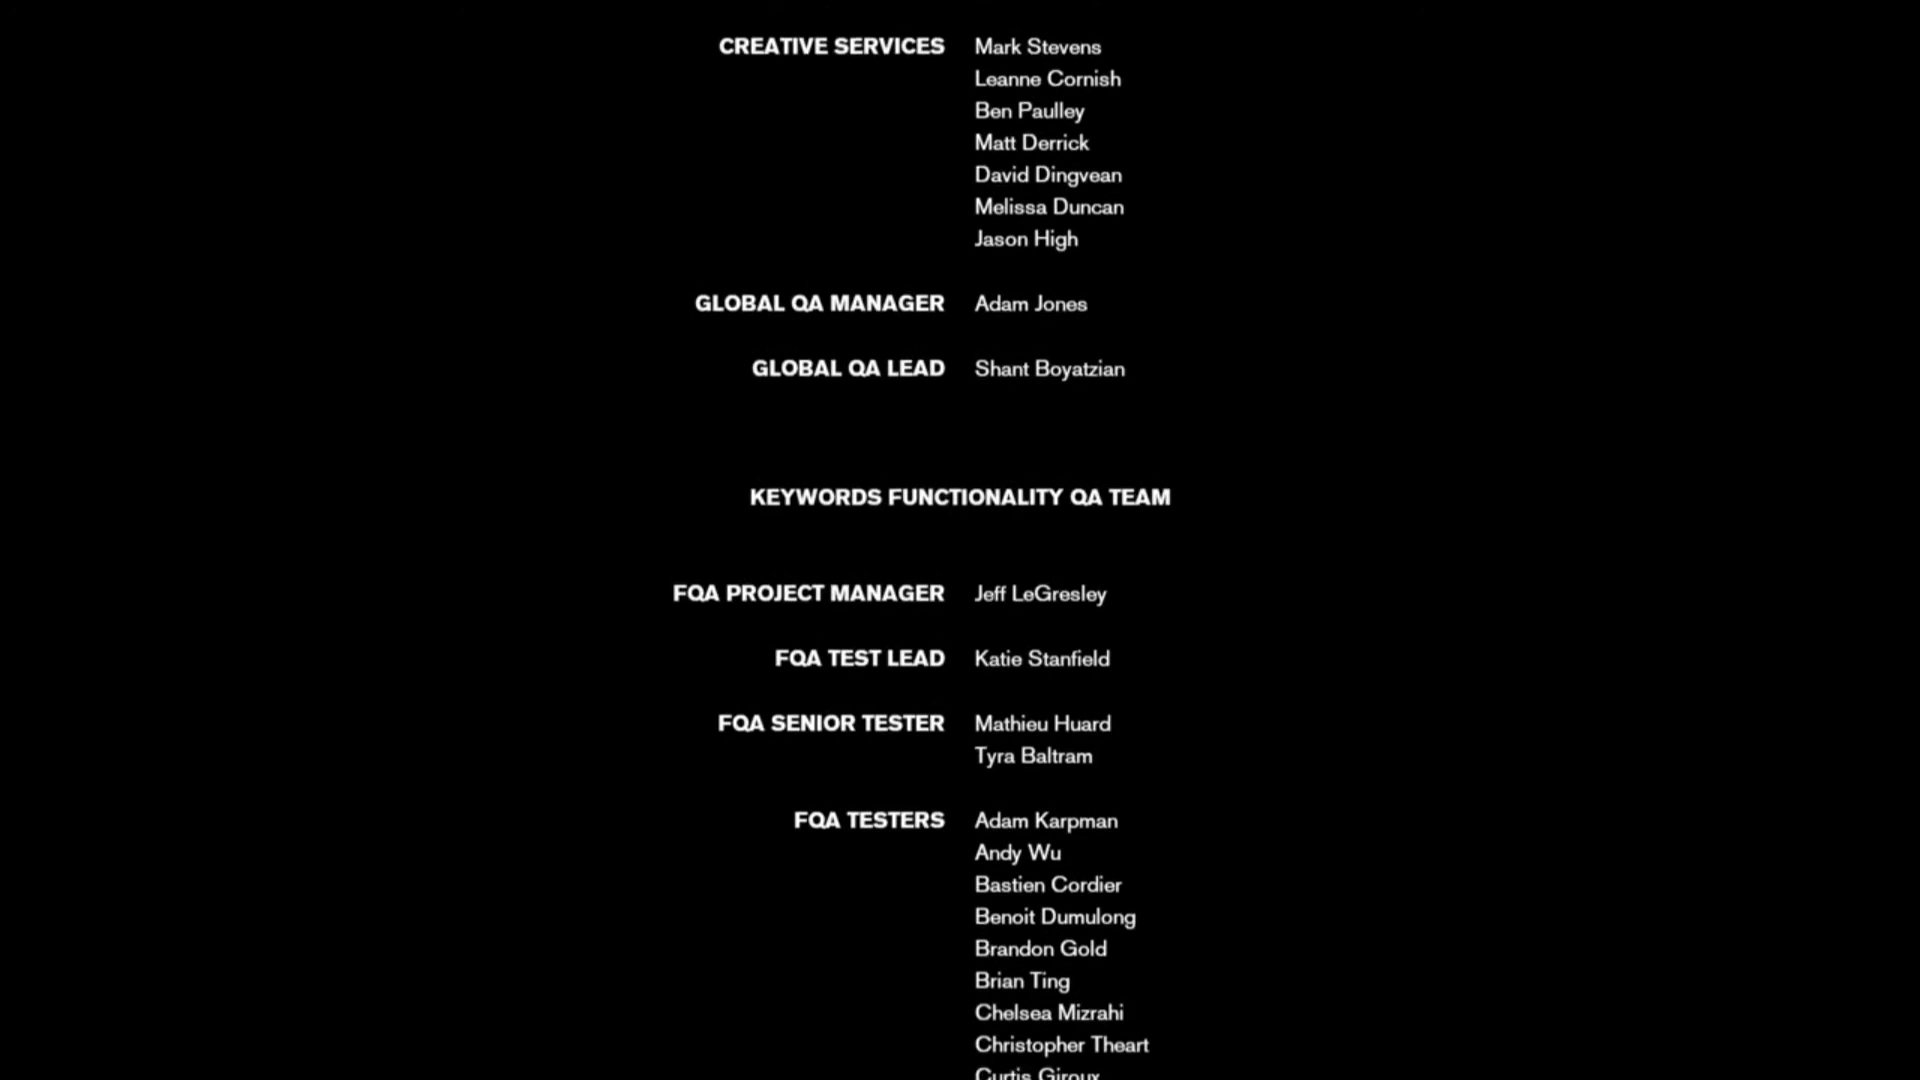 CREATIVE SERVICES Mark Stevens
Leanne Cornish
Ben Paulley
Matt Derrick
David Dingvean
Melissa Duncan
Jason High
GLOBAL QA MANAGER Adam Jones
GLOBAL QA LEAD Shant Boyatzian
KEYWORDS FUNCTIONALITY QA TEAM
FQA PROJECT MANAGER Jeff LeGresley
FQA TEST LEAD Katie Stanfield
FQA SENIOR TESTER Mathieu Huard
Tyra Baltram
FQA TESTERS Adam Karpman
Andy Wu
Bastien Cordier
Benoit Dumulong
Brandon Gold
Brian Ting
Chelsea Mizrahi
Christopher Theart
Curtis Giroux